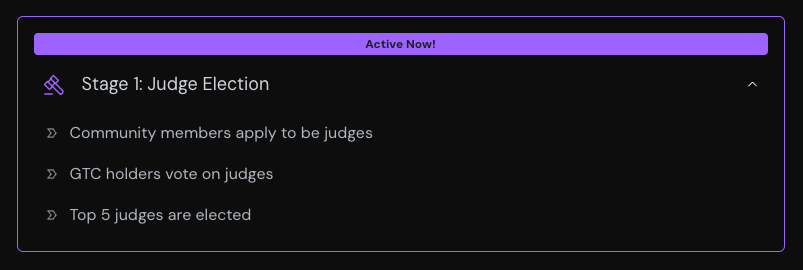 Active Now!
Stage 1: Judge Election
Community members apply to be judges
GTC holders vote on judges
Top 5 judges are elected